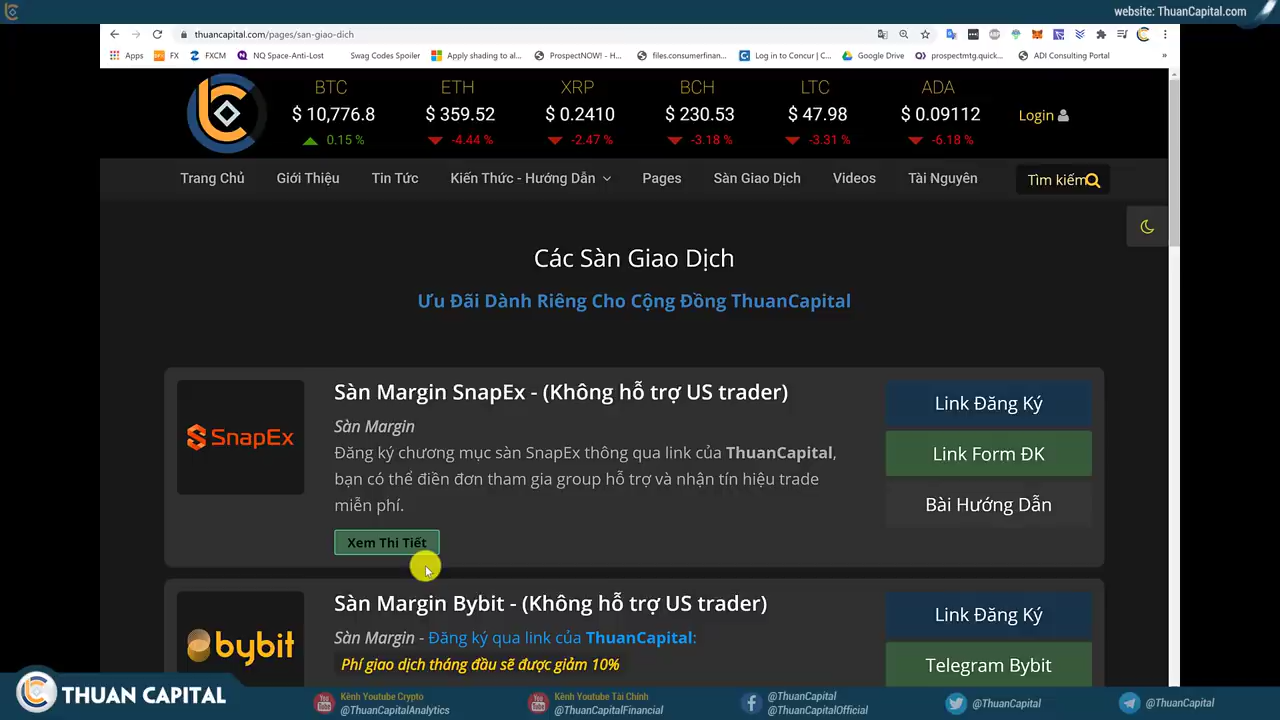 website: ThuanCapital.com
thuancapital.com/pages/san-giao-dich
Apps
FX
FXCM
NQ Space-Anti-Lost
Swag Codes Spoiler
Apply shading to al...
ProspectNOW! - H...
files.consumerfinan...
Log in to Concur | C...
Google Drive
prospectmtg.quick...
ADI Consulting Portal
»
BTC ETH XRP BCH LTC ADA
$ 10,776.8 $ 359.52 $ 0.2410 $ 230.53 $ 47.98 $ 0.09112
Login
0.15 % -4.44 % -2.47 % -3.18 % -3.31 % -6.18 %
Trang Chủ Giới Thiệu Tin Tức Kiến Thức - Hướng Dẫn Pages Sàn Giao Dịch Videos Tài Nguyên Tìm kiếm
Các Sàn Giao Dịch
Ưu Đãi Dành Riêng Cho Cộng Đồng ThuanCapital
SnapEx
Sàn Margin SnapEx - (Không hỗ trợ US trader)
Sàn Margin
Đăng ký chương mục sàn SnapEx thông qua link của ThuanCapital,
bạn có thể điền đơn tham gia group hỗ trợ và nhận tín hiệu trade
miễn phí.
Xem Thi Tiết
Link Đăng Ký
Link Form ĐK
Bài Hướng Dẫn
bybit
Sàn Margin Bybit - (Không hỗ trợ US trader)
Sàn Margin - Đăng ký qua link của ThuanCapital:
Phí giao dịch tháng đầu sẽ được giảm 10%
Link Đăng Ký
Telegram Bybit
THUAN CAPITAL
Kênh Youtube Crypto
@ThuanCapitalAnalytics
Kênh Youtube Tài Chính
@ThuanCapitalFinancial
@ThuanCapital
@ThuanCapitalOfficial
@ThuanCapital
@ThuanCapital